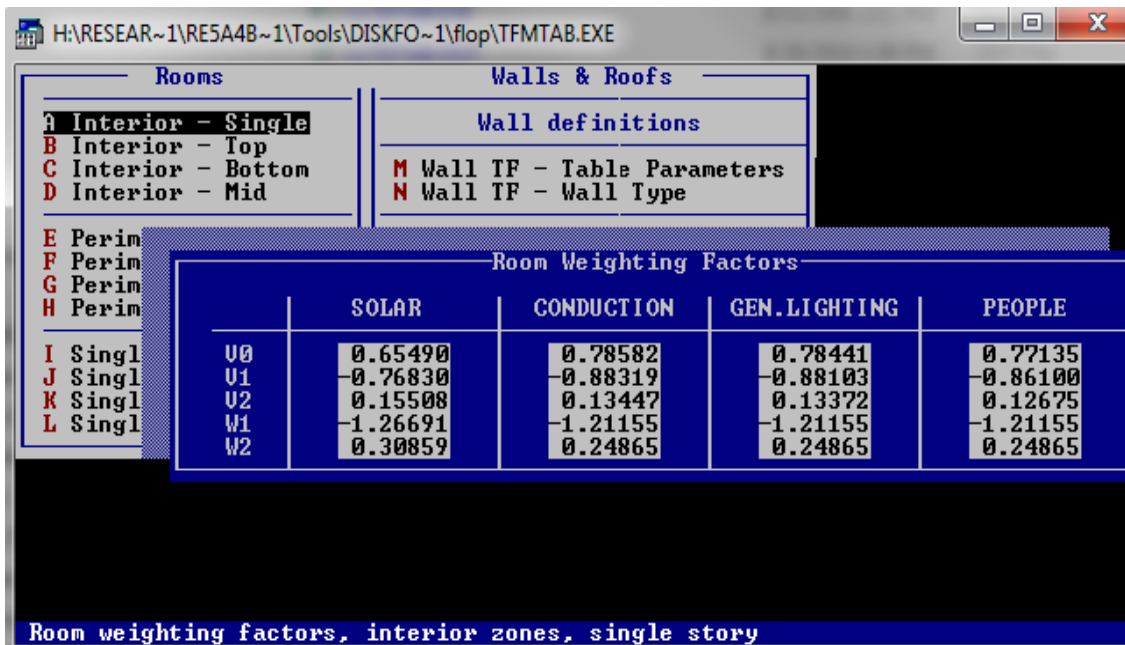 H:\RESEAR~1\RE5A4B~1\Tools\DISKFO~1\flop\TFMTAB.EXE
Rooms Walls & Roofs
A Interior - Single Wall definitions
B Interior - Top
C Interior - Bottom M Wall TF - Table Parameters
D Interior - Mid N Wall TF - Wall Type
E Perim
F Perim Room Weighting Factors
G Perim
H Perim SOLAR CONDUCTION GEN.LIGHTING PEOPLE
I Singl V0 0.65490 0.78582 0.78441 0.77135
J Singl V1 -0.76830 -0.88319 -0.88103 -0.86100
K Singl V2 0.15508 0.13447 0.13372 0.12675
L Singl W1 -1.26691 -1.21155 -1.21155 -1.21155
W2 0.30859 0.24865 0.24865 0.24865
Room weighting factors, interior zones, single story